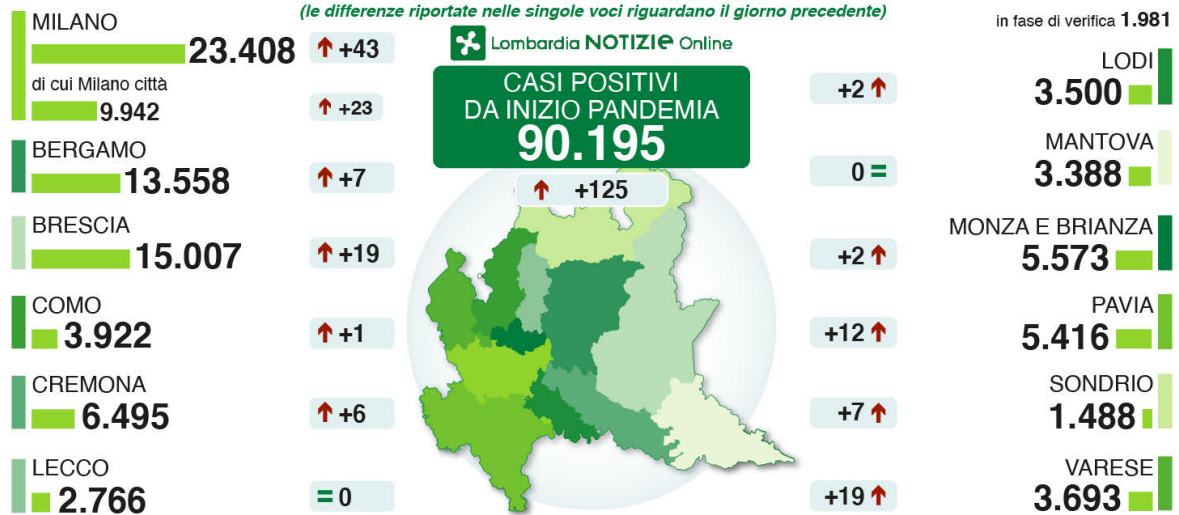 (le differenze riportate nelle singole voci riguardano il giorno precedente)
in fase di verifica 1.981
Lombardia NOTIZIE Online
CASI POSITIVI
DA INIZIO PANDEMIA
90.195
+125
MILANO
23.408 +43
di cui Milano città
9.942 +23
BERGAMO
13.558 +7
BRESCIA
15.007 +19
COMO
3.922 +1
CREMONA
6.495 +6
LECCO
2.766 = 0
LODI
+2 3.500
MANTOVA
0 = 3.388
MONZA E BRIANZA
+2 5.573
PAVIA
+12 5.416
SONDRIO
+7 1.488
VARESE
+19 3.693